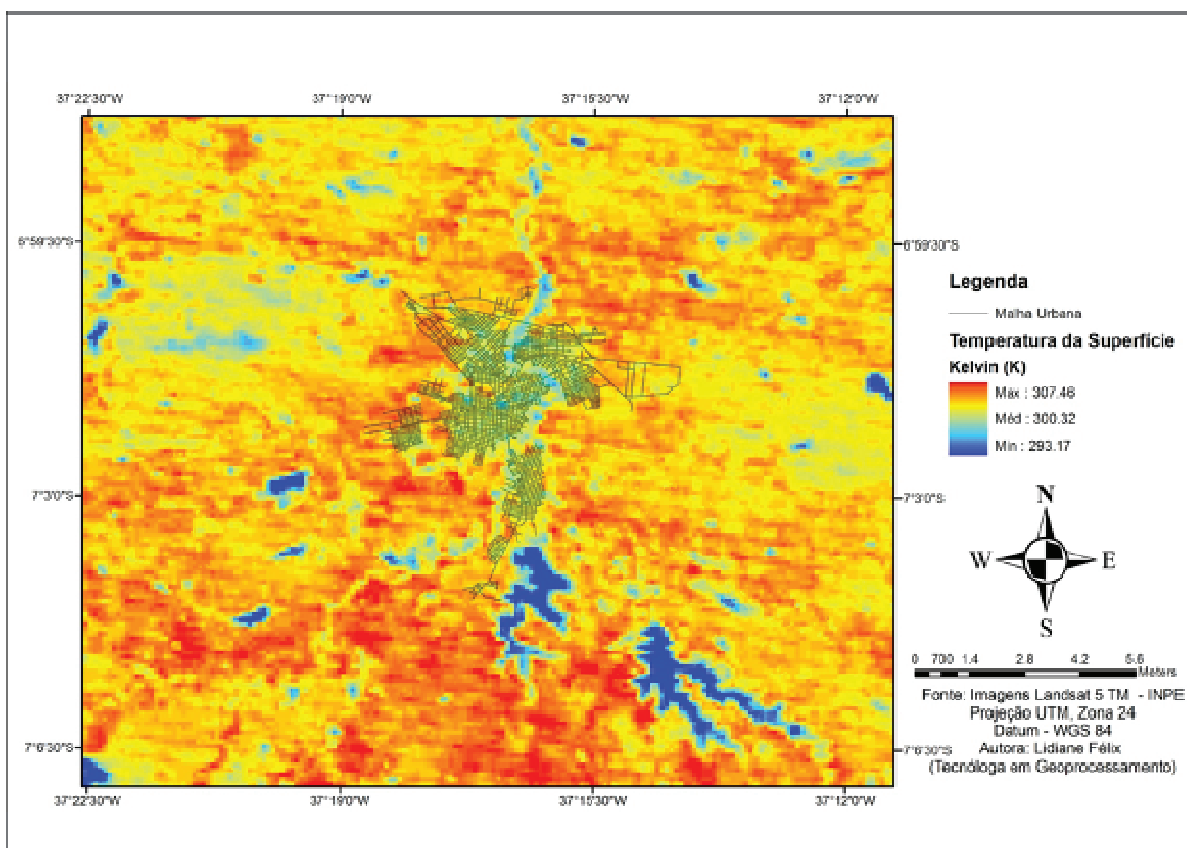 37°22'30"W 37°19'0"W 37°15'30"W 37°12'0"W
6°59'30"S 6°59'30"S
7°3'0"S 7°3'0"S
7°6'30"S 7°6'30"S
37°22'30"W 37°19'0"W 37°15'30"W 37°12'0"W
Legenda
Malha Urbana
Temperatura da Superfície
Kelvin (K)
Máx : 307.46
Méd : 300.32
Min : 293.17
N
W E
S
0 700 1.4 2.8 4.2 5.6
Meters
Fonte: Imagens Landsat 5 TM - INPE
Projeção UTM, Zona 24
Datum - WGS 84
Autora: Lidiane Félix
(Tecnóloga em Geoprocessamento)